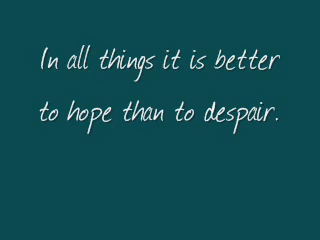 In all things it is better
to hope than to despair.